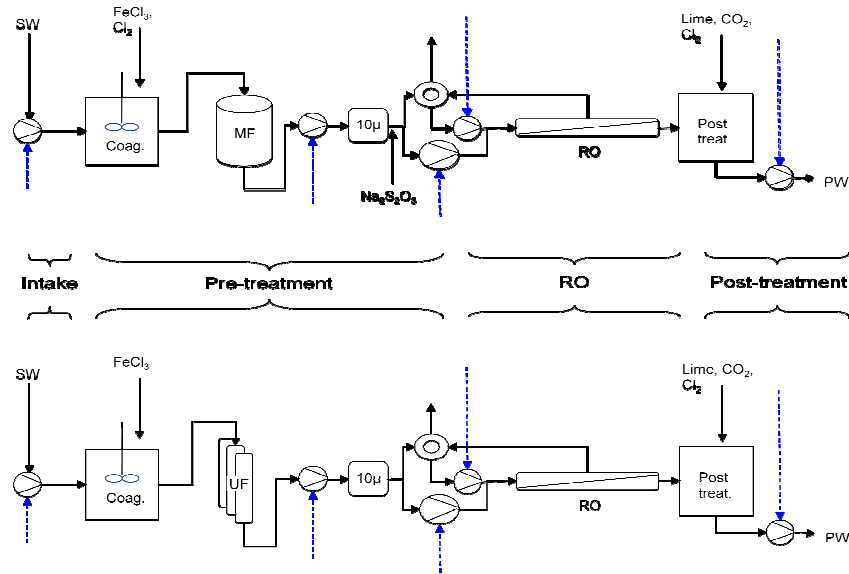 SW
FeCl3,
Cl2
Coag.
MF
10µ
Na2S2O3
RO
Lime, CO2,
Cl2
Post
treat.
PW
Intake
Pre-treatment
RO
Post-treatment
SW
FeCl3
Coag.
UF
10µ
RO
Lime, CO2,
Cl2
Post
treat.
PW